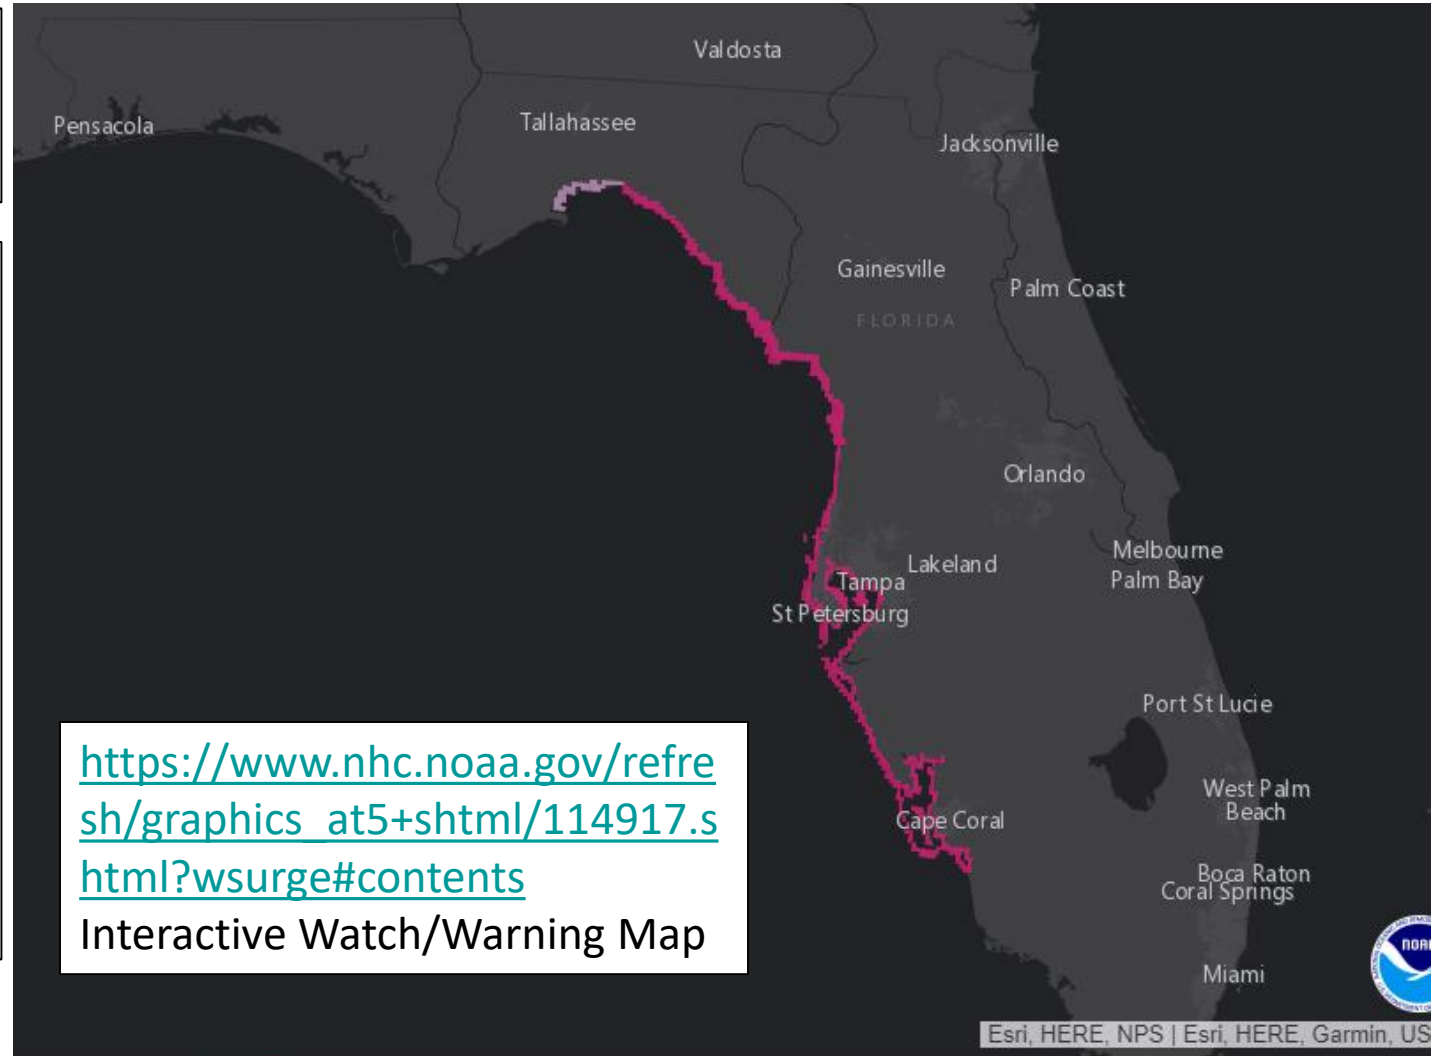 Valdosta
Pensacola
Tallahassee
Jacksonville
Gainesville
Palm Coast
FLORIDA
Orlando
Melbourne
Lakeland
Palm Bay
Tampa
St Petersburg
Port St Lucie
https://www.nhc.noaa.gov/refre
sh/graphics_at5+shtml/114917.s
html?wsurge#contents
Interactive Watch/Warning Map
West Palm
Beach
Cape Coral
Boca Raton
Coral Springs
Miami
Esri, HERE, NPS | Esri, HERE, Garmin, US